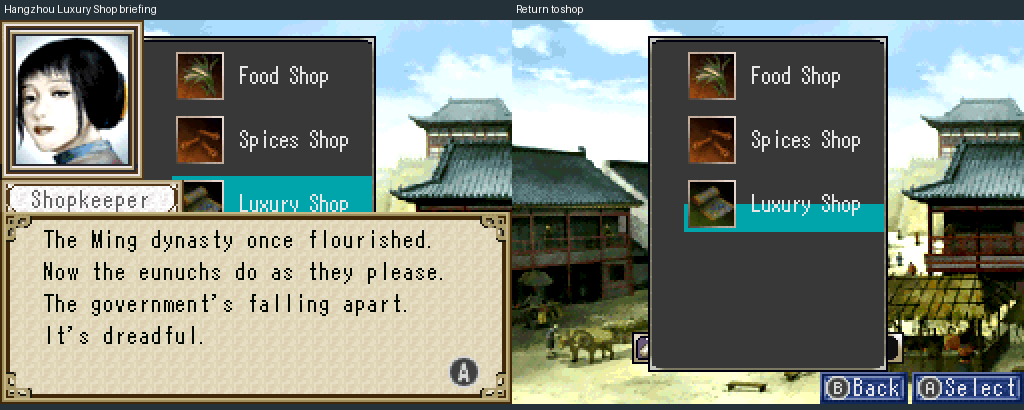 Hangzhou Luxury Shop briefing
Food Shop
Spices Shop
Luxury Shop
Shopkeeper
The Ming dynasty once flourished.
Now the eunuchs do as they please.
The government's falling apart.
It's dreadful.
A
Return to shop
Food Shop
Spices Shop
Luxury Shop
B Back
A Select